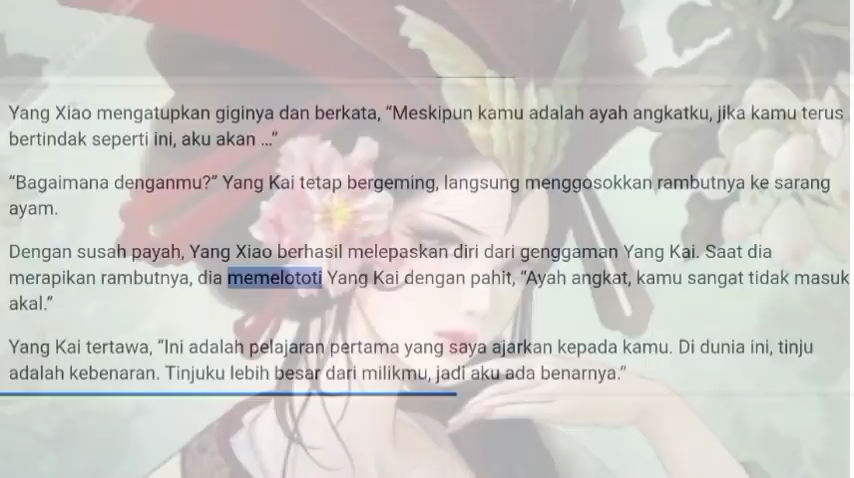 Yang Xiao mengatupkan giginya dan berkata, “Meskipun kamu adalah ayah angkatku, jika kamu terus
bertindak seperti ini, aku akan ...”
“Bagaimana denganmu?” Yang Kai tetap bergeming, langsung menggosokkan rambutnya ke sarang
ayam.
Dengan susah payah, Yang Xiao berhasil melepaskan diri dari genggaman Yang Kai. Saat dia
merapikan rambutnya, dia memelototi Yang Kai dengan pahit, “Ayah angkat, kamu sangat tidak masuk
akal.”
Yang Kai tertawa, “Ini adalah pelajaran pertama yang saya ajarkan kepada kamu. Di dunia ini, tinju
adalah kebenaran. Tinjuku lebih besar dari milikmu, jadi aku ada benarnya.”